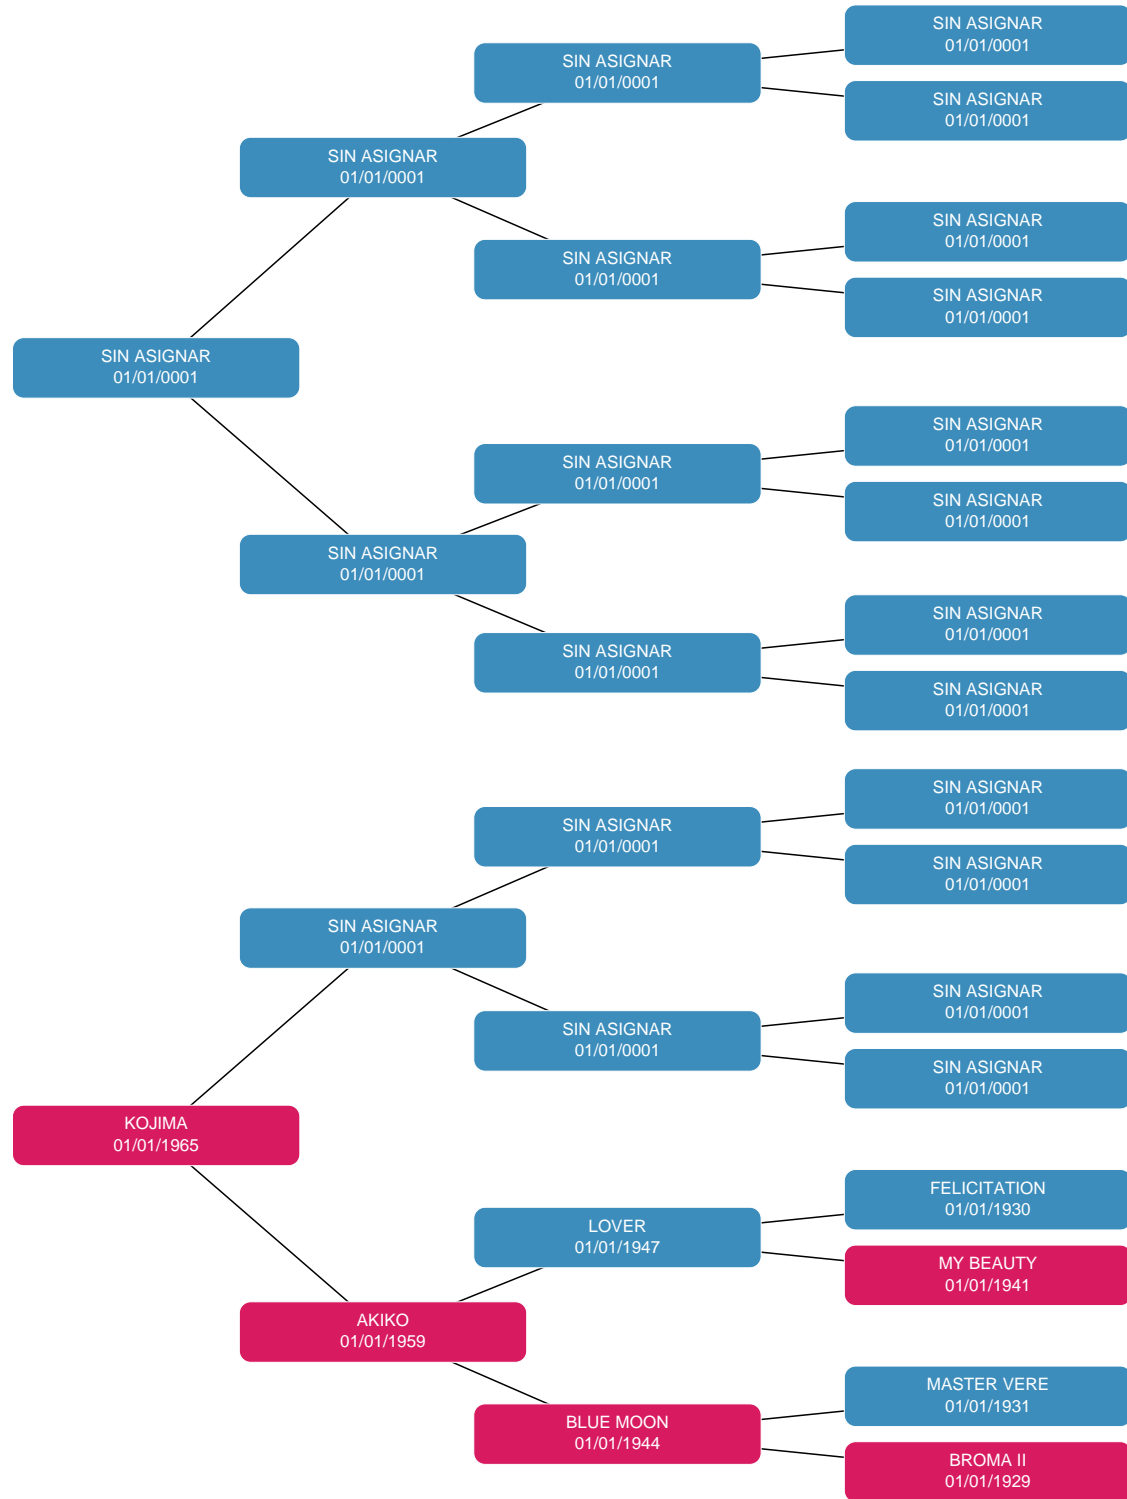 SIN ASIGNAR
01/01/0001
SIN ASIGNAR
01/01/0001
SIN ASIGNAR
01/01/0001
SIN ASIGNAR
01/01/0001
SIN ASIGNAR
01/01/0001
SIN ASIGNAR
01/01/0001
SIN ASIGNAR
01/01/0001
SIN ASIGNAR
01/01/0001
SIN ASIGNAR
01/01/0001
SIN ASIGNAR
01/01/0001
SIN ASIGNAR
01/01/0001
SIN ASIGNAR
01/01/0001
SIN ASIGNAR
01/01/0001
SIN ASIGNAR
01/01/0001
SIN ASIGNAR
01/01/0001
SIN ASIGNAR
01/01/0001
SIN ASIGNAR
01/01/0001
SIN ASIGNAR
01/01/0001
SIN ASIGNAR
01/01/0001
SIN ASIGNAR
01/01/0001
SIN ASIGNAR
01/01/0001
SIN ASIGNAR
01/01/0001
KOJIMA
01/01/1965
FELICITATION
01/01/1930
LOVER
01/01/1947
MY BEAUTY
01/01/1941
AKIKO
01/01/1959
MASTER VERE
01/01/1931
BLUE MOON
01/01/1944
BROMA II
01/01/1929